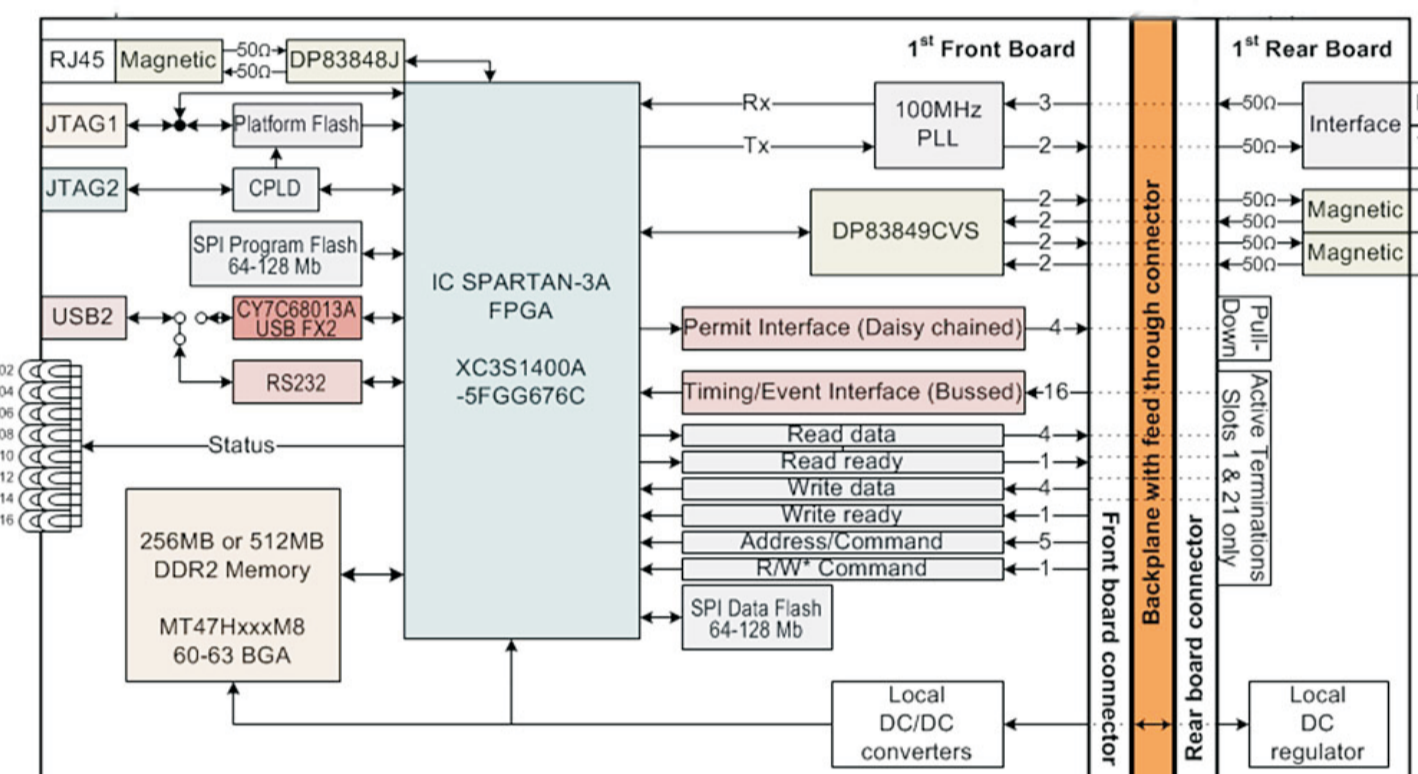 1st Front Board
1st Rear Board
RJ45
Magnetic
50Ω
50Ω
DP83848J
JTAG1
Platform Flash
JTAG2
CPLD
SPI Program Flash
64-128 Mb
USB2
CY7C68013A
USB FX2
RS232
02
04
06
08
10
12
14
16
Status
256MB or 512MB
DDR2 Memory
MT47HxxxM8
60-63 BGA
IC SPARTAN-3A
FPGA
XC3S1400A
-5FGG676C
Rx
Tx
100MHz
PLL
3
2
DP83849CVS
2
2
2
2
Permit Interface (Daisy chained)
4
Timing/Event Interface (Bussed)
16
Read data
4
Read ready
1
Write data
4
Write ready
1
Address/Command
5
R/W* Command
1
SPI Data Flash
64-128 Mb
Local
DC/DC
converters
Front board connector
Backplane with feed through connector
Rear board connector
50Ω
50Ω
Interface
50Ω
50Ω
50Ω
50Ω
Magnetic
Magnetic
Pull-
Down
Active Terminations
Slots 1 & 21 only
Local
DC
regulator